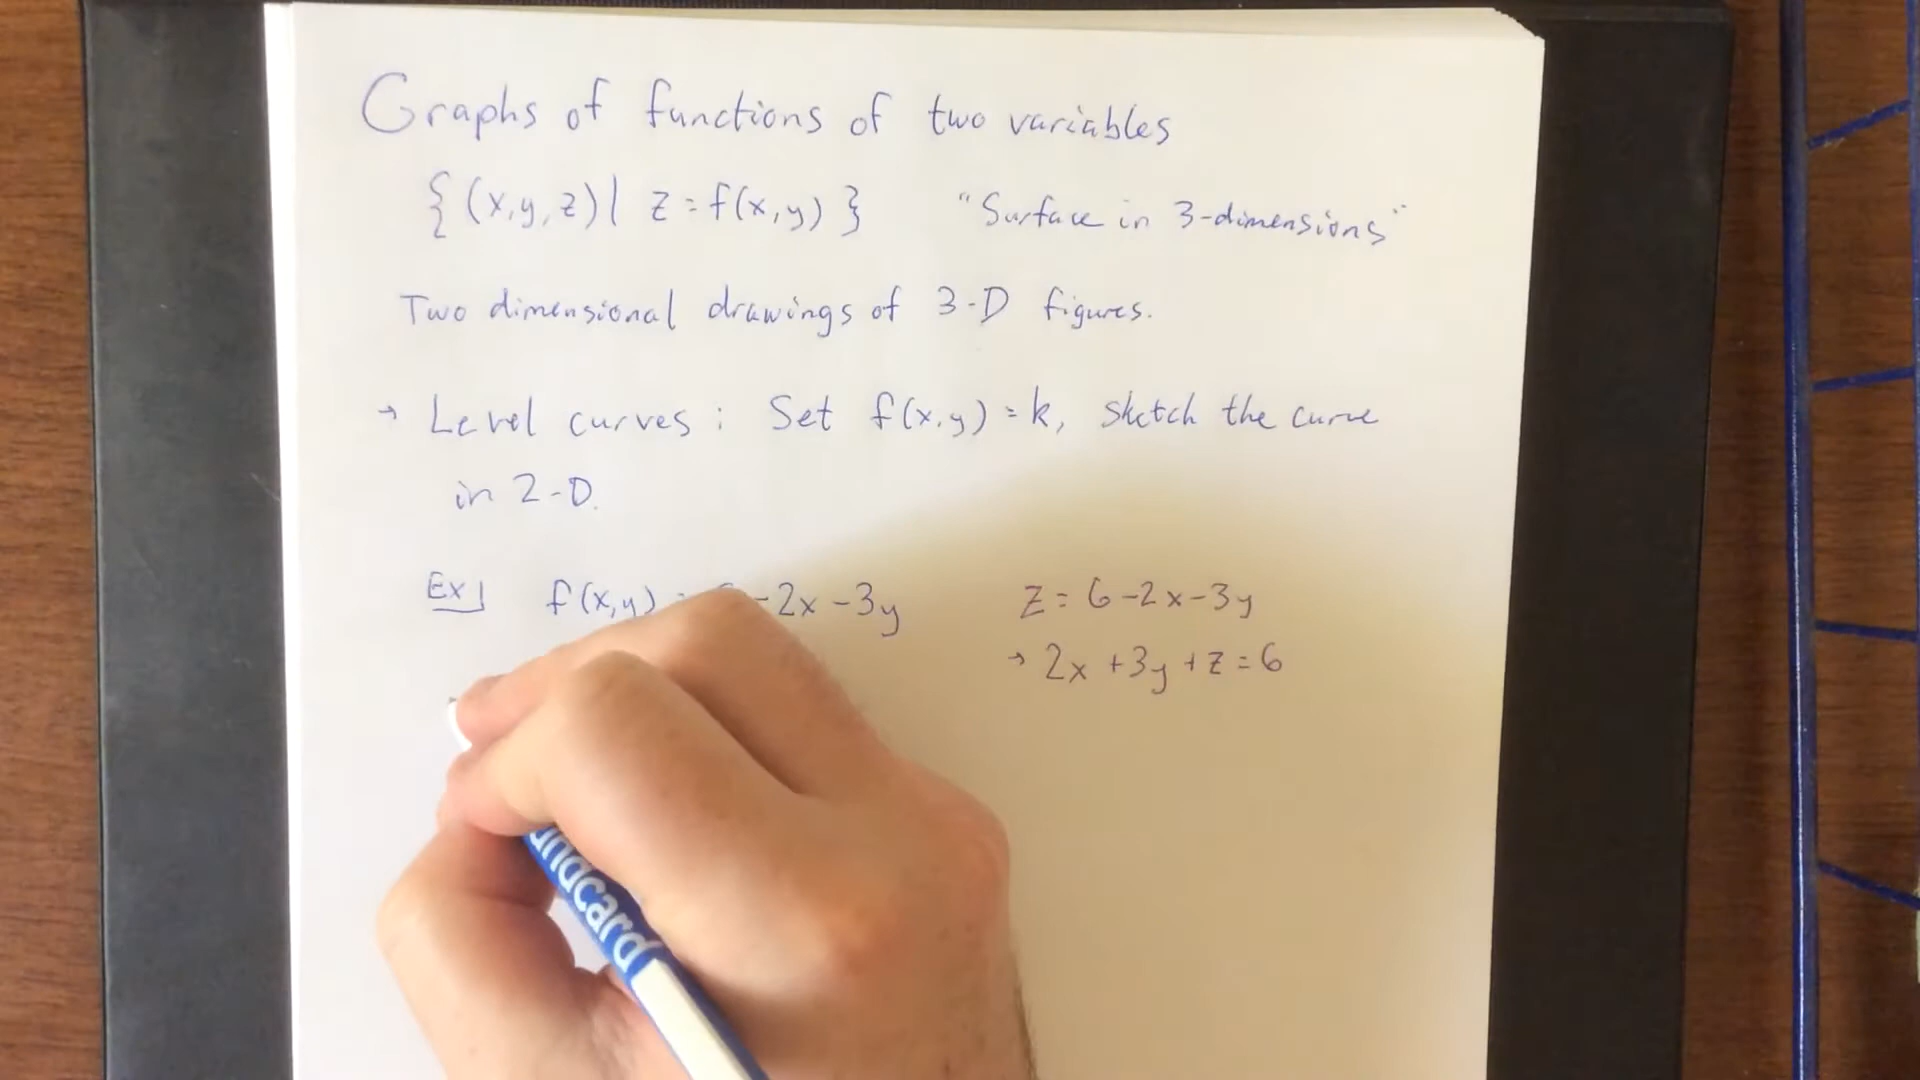 Graphs of functions of two variables
{ (x,y,z) | z = f(x,y) } "Surface in 3-dimensions"
Two dimensional drawings of 3-D figures.
→ Level curves : Set f(x,y) = k, sketch the curve
in 2-D.
Ex1 f(x,y) = -2x -3y z = 6 -2x -3y
→ 2x +3y +z = 6